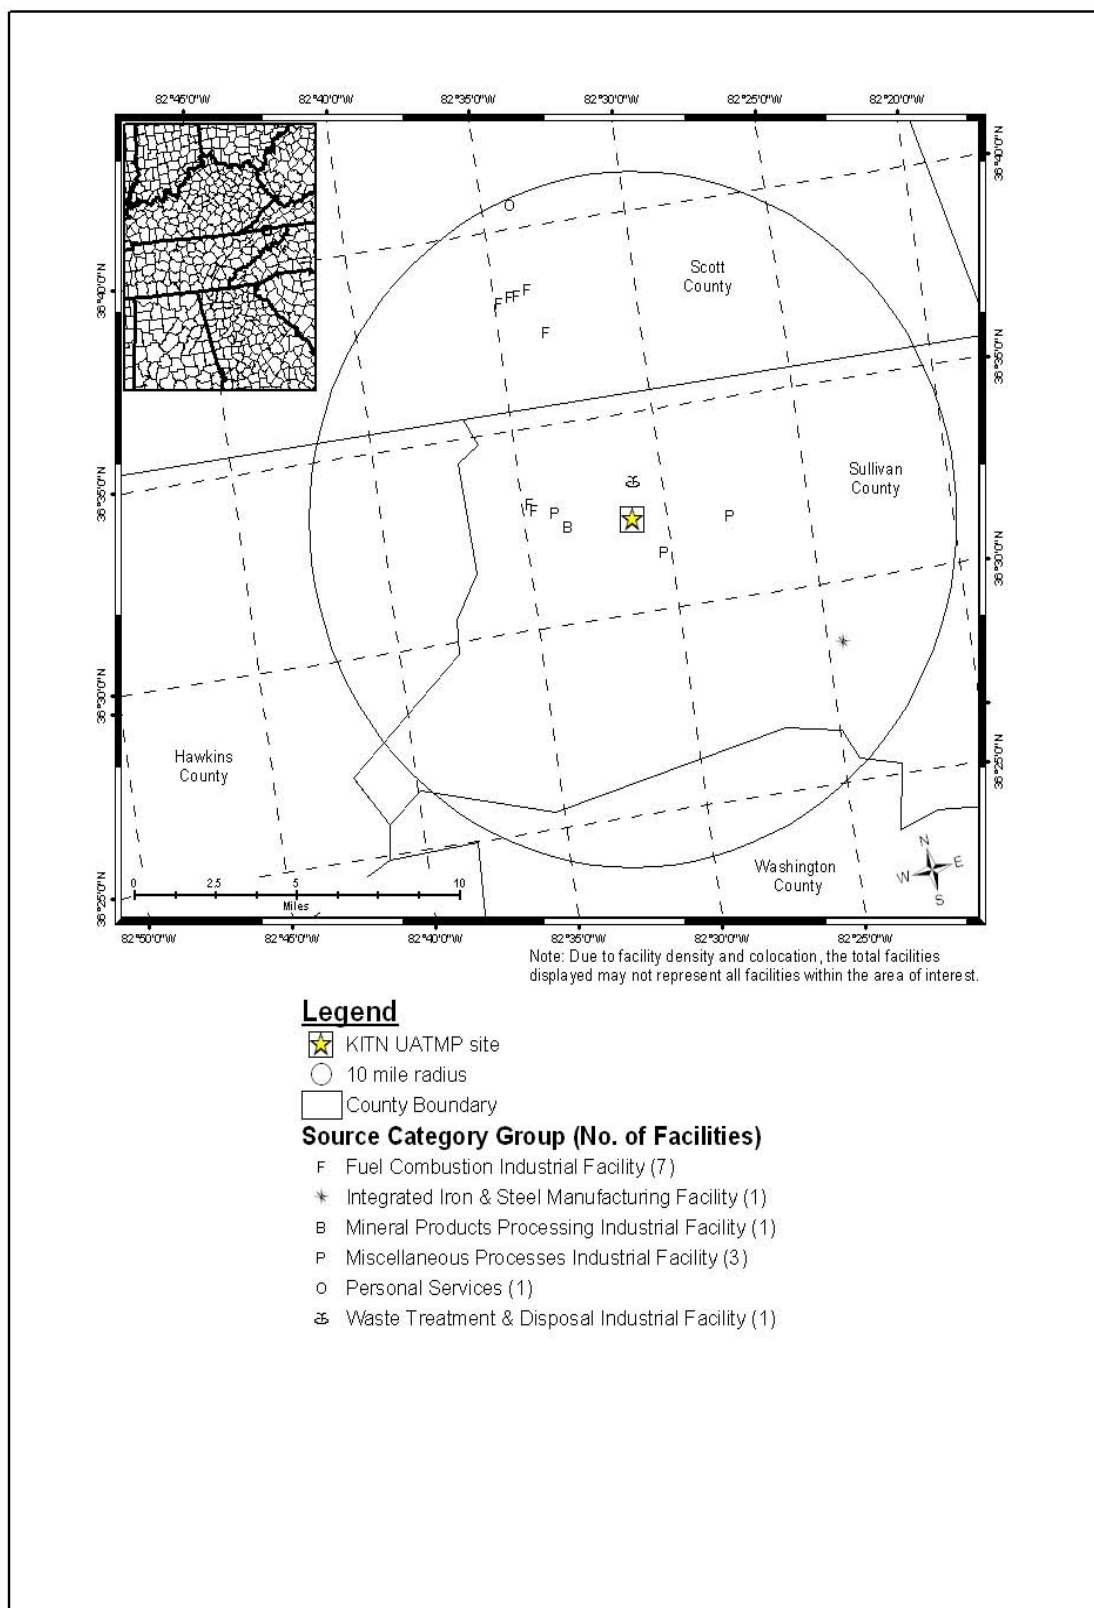 82°45'0"W 82°40'0"W 82°35'0"W 82°30'0"W 82°25'0"W 82°20'0"W
36°40'0"N
O
Scott
County
36°40'0"N
F F F F
F
36°35'0"N
Sullivan
County
36°35'0"N
F F P B P
P
36°30'0"N
36°30'0"N
Hawkins
County
36°25'0"N
Washington
County
N
W E
S
0 2.5 5 10
Miles
36°25'0"N
82°50'0"W 82°45'0"W 82°40'0"W 82°35'0"W 82°30'0"W 82°25'0"W
Note: Due to facility density and colocation, the total facilities
displayed may not represent all facilities within the area of interest.
Legend
KITN UATMP site
10 mile radius
County Boundary
Source Category Group (No. of Facilities)
F Fuel Combustion Industrial Facility (7)
Integrated Iron & Steel Manufacturing Facility (1)
B Mineral Products Processing Industrial Facility (1)
P Miscellaneous Processes Industrial Facility (3)
O Personal Services (1)
Waste Treatment & Disposal Industrial Facility (1)